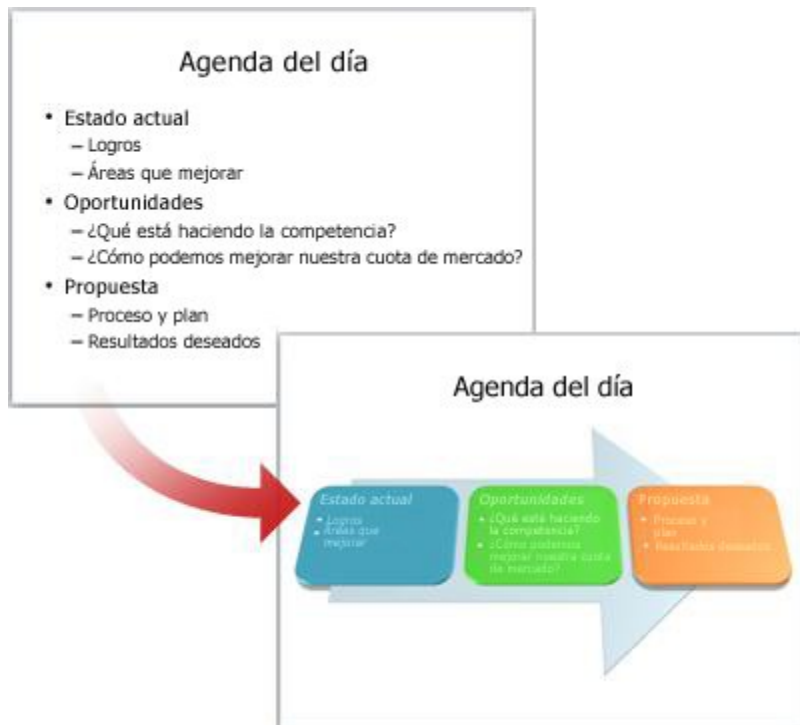 Agenda del día
• Estado actual
– Logros
– Áreas que mejorar
• Oportunidades
– ¿Qué está haciendo la competencia?
– ¿Cómo podemos mejorar nuestra cuota de mercado?
• Propuesta
– Proceso y plan
– Resultados deseados
Agenda del día
Estado actual
• Logros
• Áreas que
mejorar
Oportunidades
• ¿Qué está haciendo
la competencia?
• ¿Cómo podemos
mejorar nuestra cuota
de mercado?
Propuesta
• Proceso y
plan
• Resultados deseados